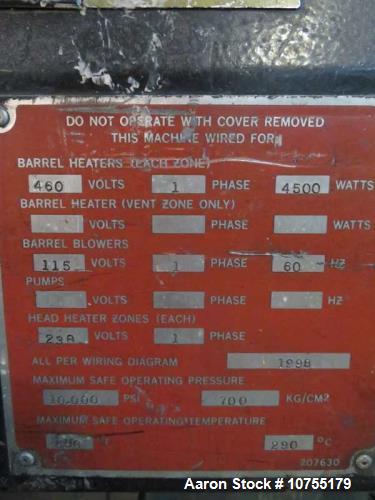 DO NOT OPERATE WITH COVER REMOVED
THIS MACHINE WIRED FOR
BARREL HEATERS (EACH ZONE)
460 VOLTS 1 PHASE 4500 WATTS
BARREL HEATER (VENT ZONE ONLY)
VOLTS PHASE WATTS
BARREL BLOWERS
115 VOLTS 1 PHASE 60 HZ
PUMPS
VOLTS PHASE HZ
HEAD HEATER ZONES (EACH)
230 VOLTS 1 PHASE
ALL PER WIRING DIAGRAM 1998
MAXIMUM SAFE OPERATING PRESSURE
10,000 PSI 700 KG/CM2
MAXIMUM SAFE OPERATING TEMPERATURE
°F 290 °C
207630
Aaron Stock #10755179